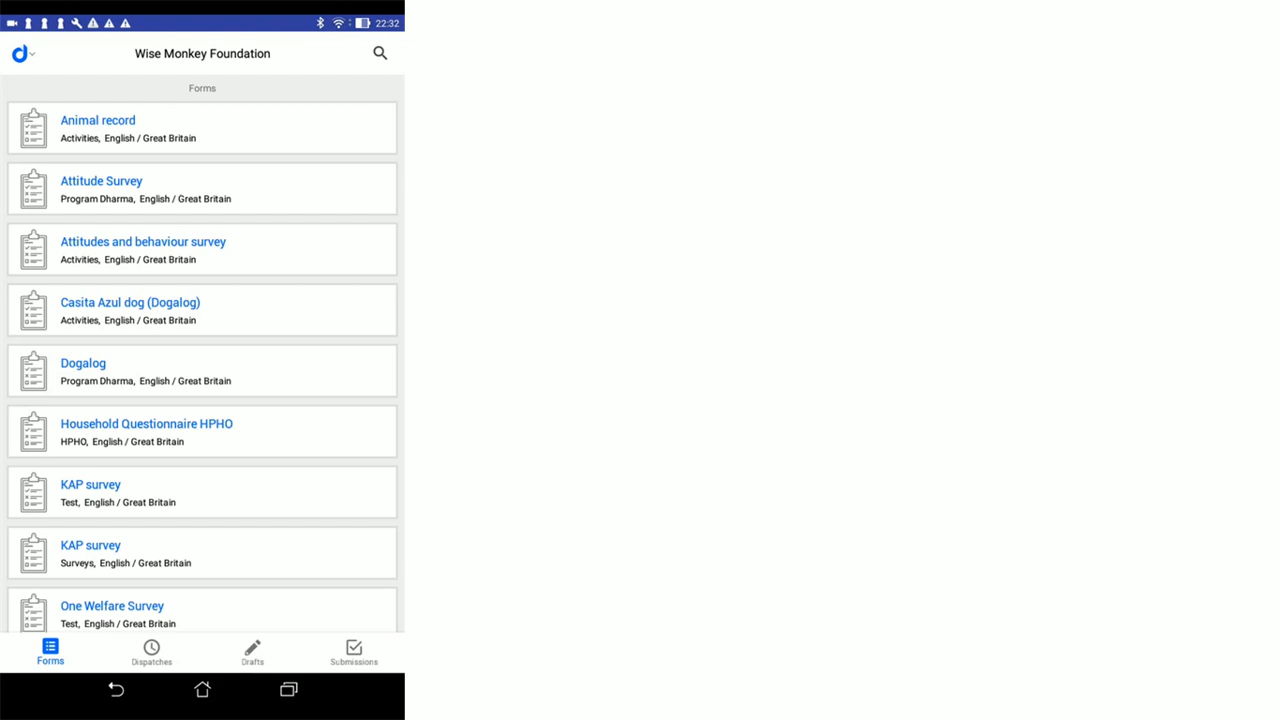 22:32
Wise Monkey Foundation
Forms
Animal record
Activities, English / Great Britain
Attitude Survey
Program Dharma, English / Great Britain
Attitudes and behaviour survey
Activities, English / Great Britain
Casita Azul dog (Dogalog)
Activities, English / Great Britain
Dogalog
Program Dharma, English / Great Britain
Household Questionnaire HPHO
HPHO, English / Great Britain
KAP survey
Test, English / Great Britain
KAP survey
Surveys, English / Great Britain
One Welfare Survey
Test, English / Great Britain
Forms Dispatches Drafts Submissions